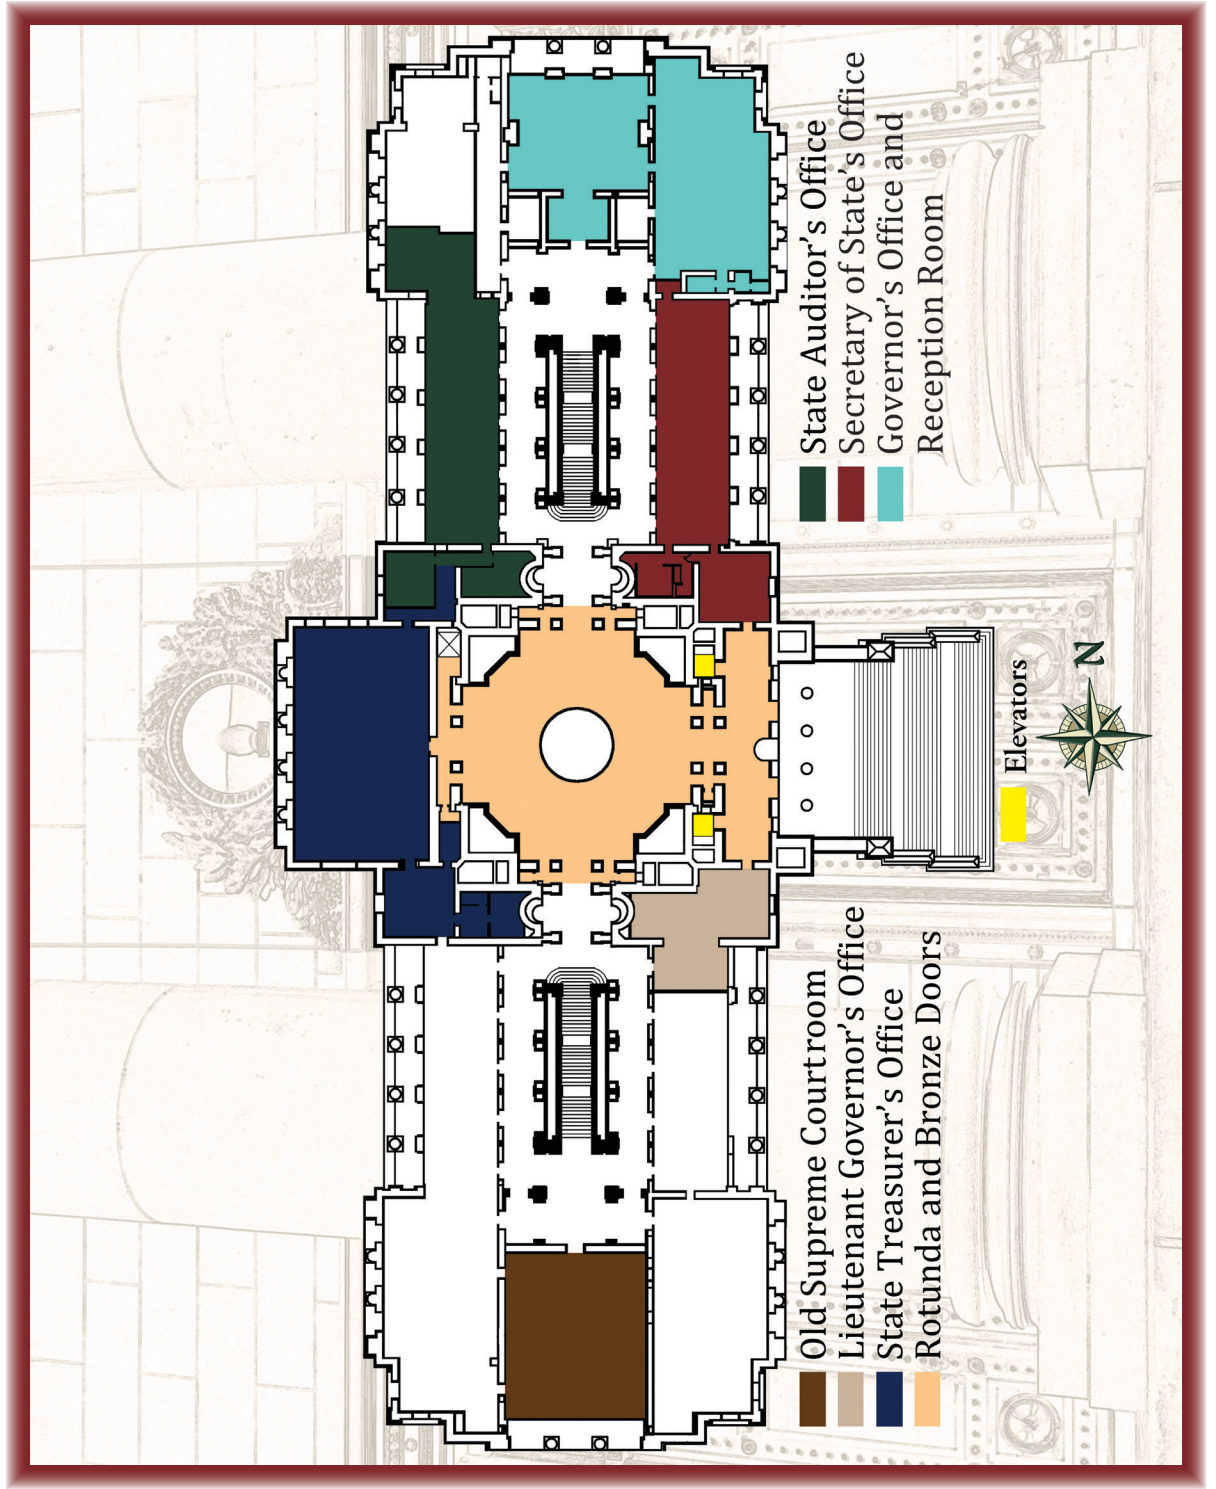 Old Supreme Courtroom
Lieutenant Governor's Office
State Treasurer's Office
Rotunda and Bronze Doors
State Auditor's Office
Secretary of State's Office
Governor's Office and
Reception Room
Elevators
N